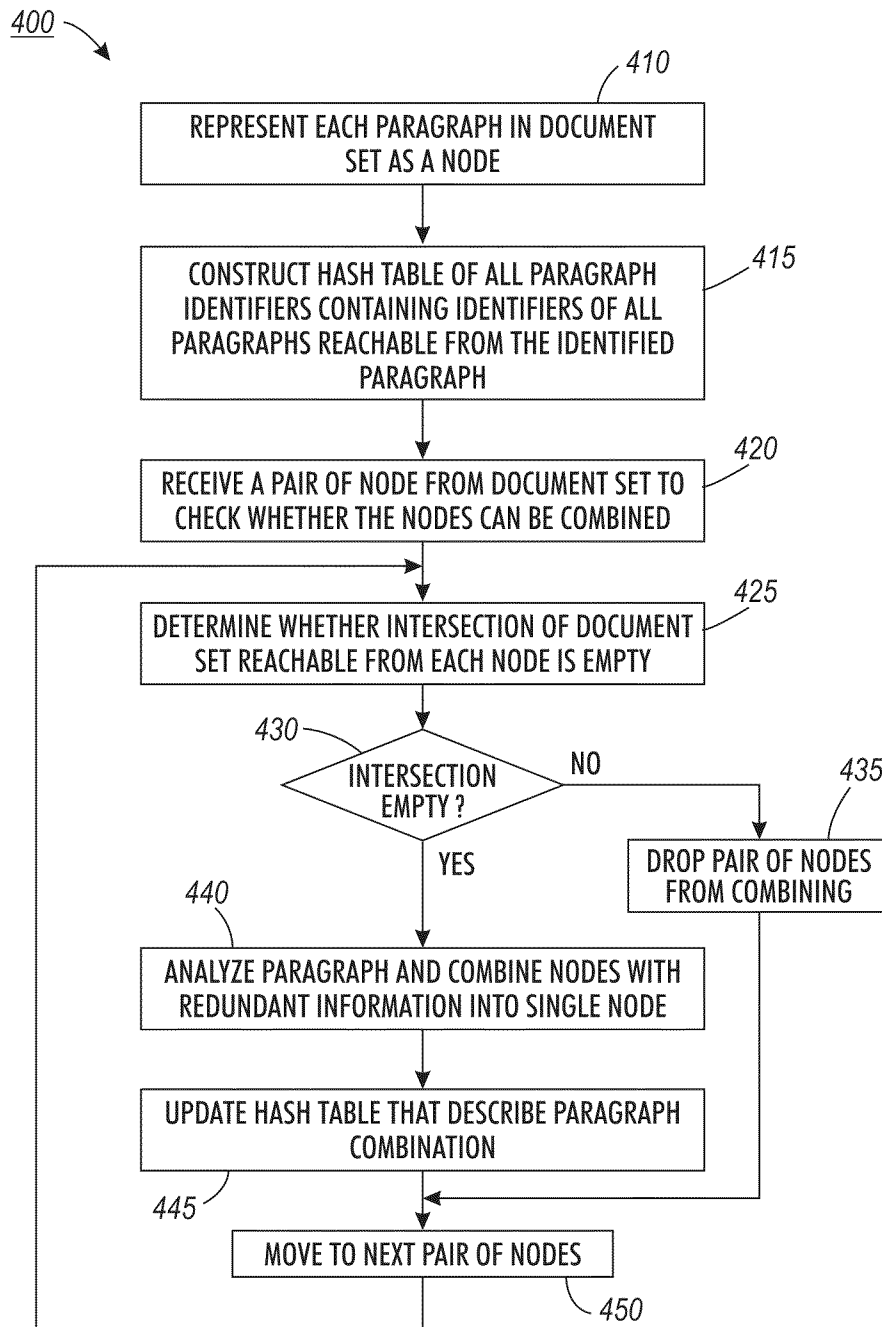 400
410
REPRESENT EACH PARAGRAPH IN DOCUMENT
SET AS A NODE
415
CONSTRUCT HASH TABLE OF ALL PARAGRAPH
IDENTIFIERS CONTAINING IDENTIFIERS OF ALL
PARAGRAPHS REACHABLE FROM THE IDENTIFIED
PARAGRAPH
420
RECEIVE A PAIR OF NODE FROM DOCUMENT SET TO
CHECK WHETHER THE NODES CAN BE COMBINED
425
DETERMINE WHETHER INTERSECTION OF DOCUMENT
SET REACHABLE FROM EACH NODE IS EMPTY
430
INTERSECTION
EMPTY ?
NO
YES
435
DROP PAIR OF NODES
FROM COMBINING
440
ANALYZE PARAGRAPH AND COMBINE NODES WITH
REDUNDANT INFORMATION INTO SINGLE NODE
UPDATE HASH TABLE THAT DESCRIBE PARAGRAPH
COMBINATION
445
MOVE TO NEXT PAIR OF NODES
450